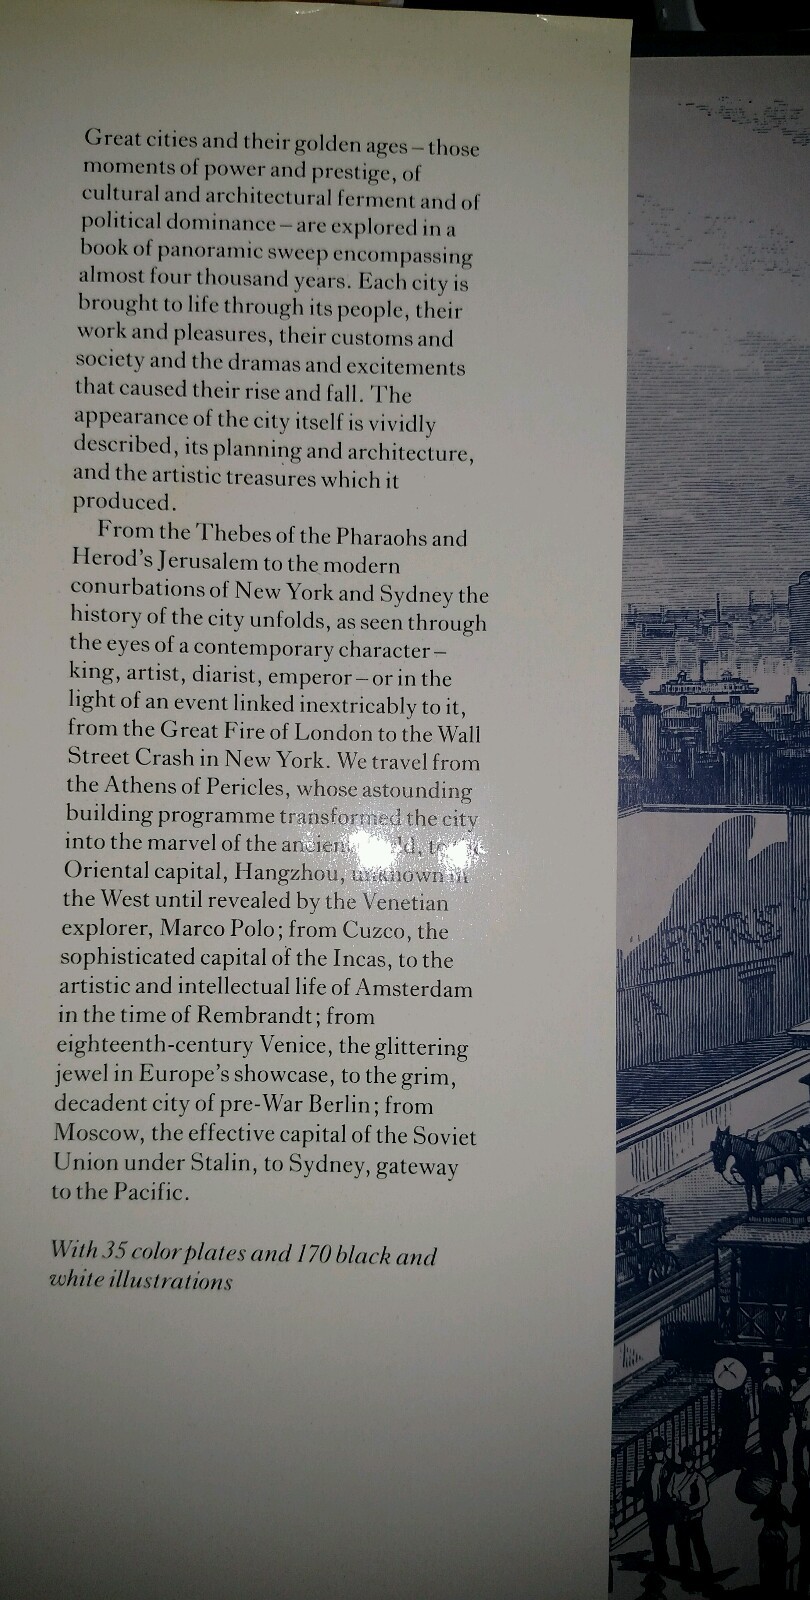 Great cities and their golden ages – those
moments of power and prestige, of
cultural and architectural ferment and of
political dominance – are explored in a
book of panoramic sweep encompassing
almost four thousand years. Each city is
brought to life through its people, their
work and pleasures, their customs and
society and the dramas and excitements
that caused their rise and fall. The
appearance of the city itself is vividly
described, its planning and architecture,
and the artistic treasures which it
produced.
From the Thebes of the Pharaohs and
Herod's Jerusalem to the modern
conurbations of New York and Sydney the
history of the city unfolds, as seen through
the eyes of a contemporary character –
king, artist, diarist, emperor – or in the
light of an event linked inextricably to it,
from the Great Fire of London to the Wall
Street Crash in New York. We travel from
the Athens of Pericles, whose astounding
building programme transformed the city
into the marvel of the ancient
Oriental capital, Hangzhou, unknown in
the West until revealed by the Venetian
explorer, Marco Polo; from Cuzco, the
sophisticated capital of the Incas, to the
artistic and intellectual life of Amsterdam
in the time of Rembrandt; from
eighteenth-century Venice, the glittering
jewel in Europe's showcase, to the grim,
decadent city of pre-War Berlin; from
Moscow, the effective capital of the Soviet
Union under Stalin, to Sydney, gateway
to the Pacific.
With 35 color plates and 170 black and
white illustrations